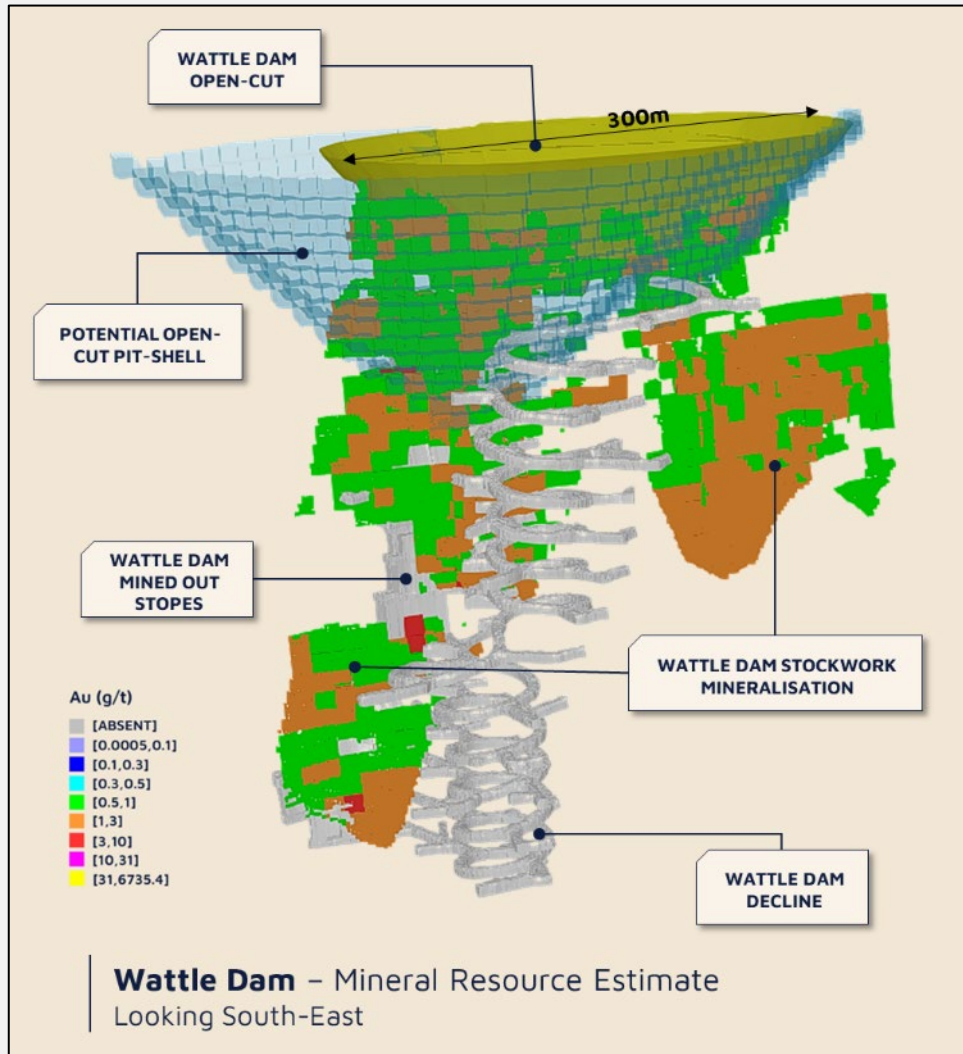 WATTLE DAM
OPEN-CUT
300m
POTENTIAL OPEN-
CUT PIT-SHELL
WATTLE DAM
MINED OUT
STOPES
WATTLE DAM STOCKWORK
MINERALISATION
Au (g/t)
[ABSENT]
[0.0005,0.1]
[0.1,0.3]
[0.3,0.5]
[0.5,1]
[1,3]
[3,10]
[10,31]
[31,6735.4]
WATTLE DAM
DECLINE
Wattle Dam – Mineral Resource Estimate
Looking South-East